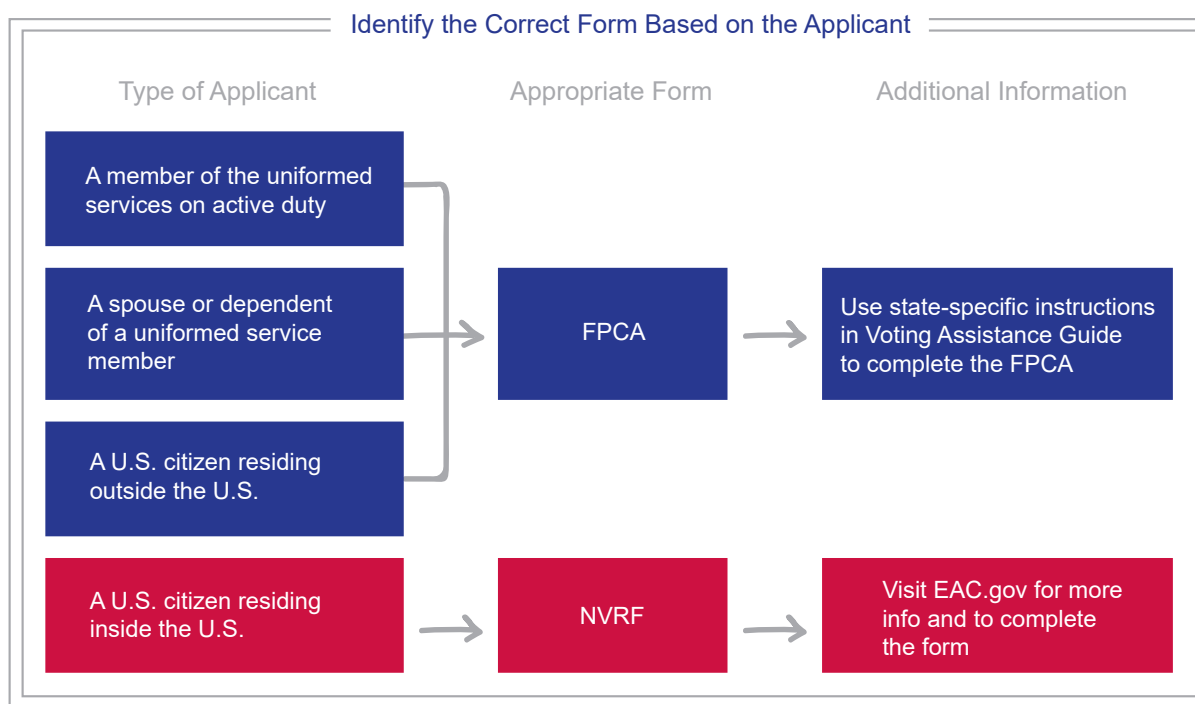 Identify the Correct Form Based on the Applicant
Type of Applicant
Appropriate Form
Additional Information
A member of the uniformed
services on active duty
A spouse or dependent
of a uniformed service
member
FPCA
Use state-specific instructions
in Voting Assistance Guide
to complete the FPCA
A U.S. citizen residing
outside the U.S.
A U.S. citizen residing
inside the U.S.
NVRF
Visit EAC.gov for more
info and to complete
the form